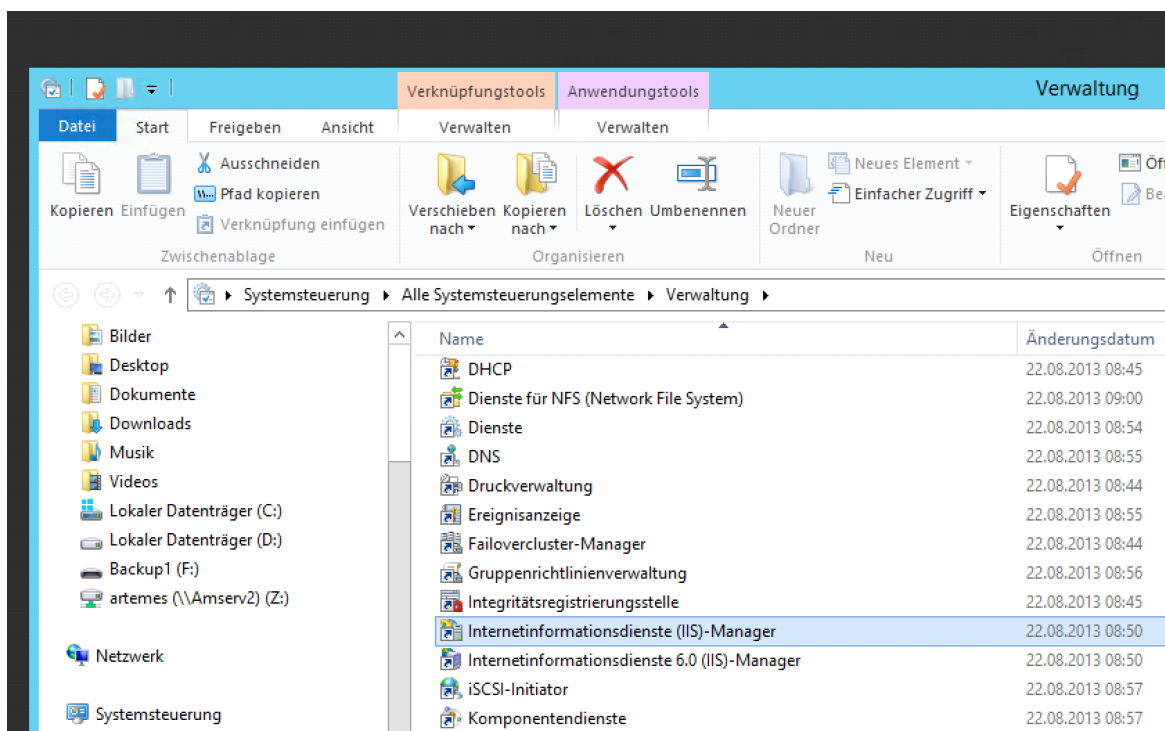 Verknüpfungstools Anwendungstools Verwaltung
Datei Start Freigeben Ansicht Verwalten Verwalten
Kopieren Einfügen Ausschneiden
Pfad kopieren
Verknüpfung einfügen
Verschieben nach Kopieren nach Löschen Umbenennen
Neuer Ordner Neues Element
Einfacher Zugriff
Eigenschaften
Zwischenablage Organisieren Neu Öffnen
Systemsteuerung Alle Systemsteuerungselemente Verwaltung
Bilder
Desktop
Dokumente
Downloads
Musik
Videos
Lokaler Datenträger (C:)
Lokaler Datenträger (D:)
Backup1 (F:)
artemes (\\Amserv2) (Z:)
Netzwerk
Systemsteuerung
Name Änderungsdatum
DHCP 22.08.2013 08:45
Dienste für NFS (Network File System) 22.08.2013 09:00
Dienste 22.08.2013 08:54
DNS 22.08.2013 08:55
Druckverwaltung 22.08.2013 08:44
Ereignisanzeige 22.08.2013 08:55
Failovercluster-Manager 22.08.2013 08:44
Gruppenrichtlinienverwaltung 22.08.2013 08:56
Integritätsregistrierungsstelle 22.08.2013 08:45
Internetinformationsdienste (IIS)-Manager 22.08.2013 08:50
Internetinformationsdienste 6.0 (IIS)-Manager 22.08.2013 08:50
iSCSI-Initiator 22.08.2013 08:57
Komponentendienste 22.08.2013 08:57